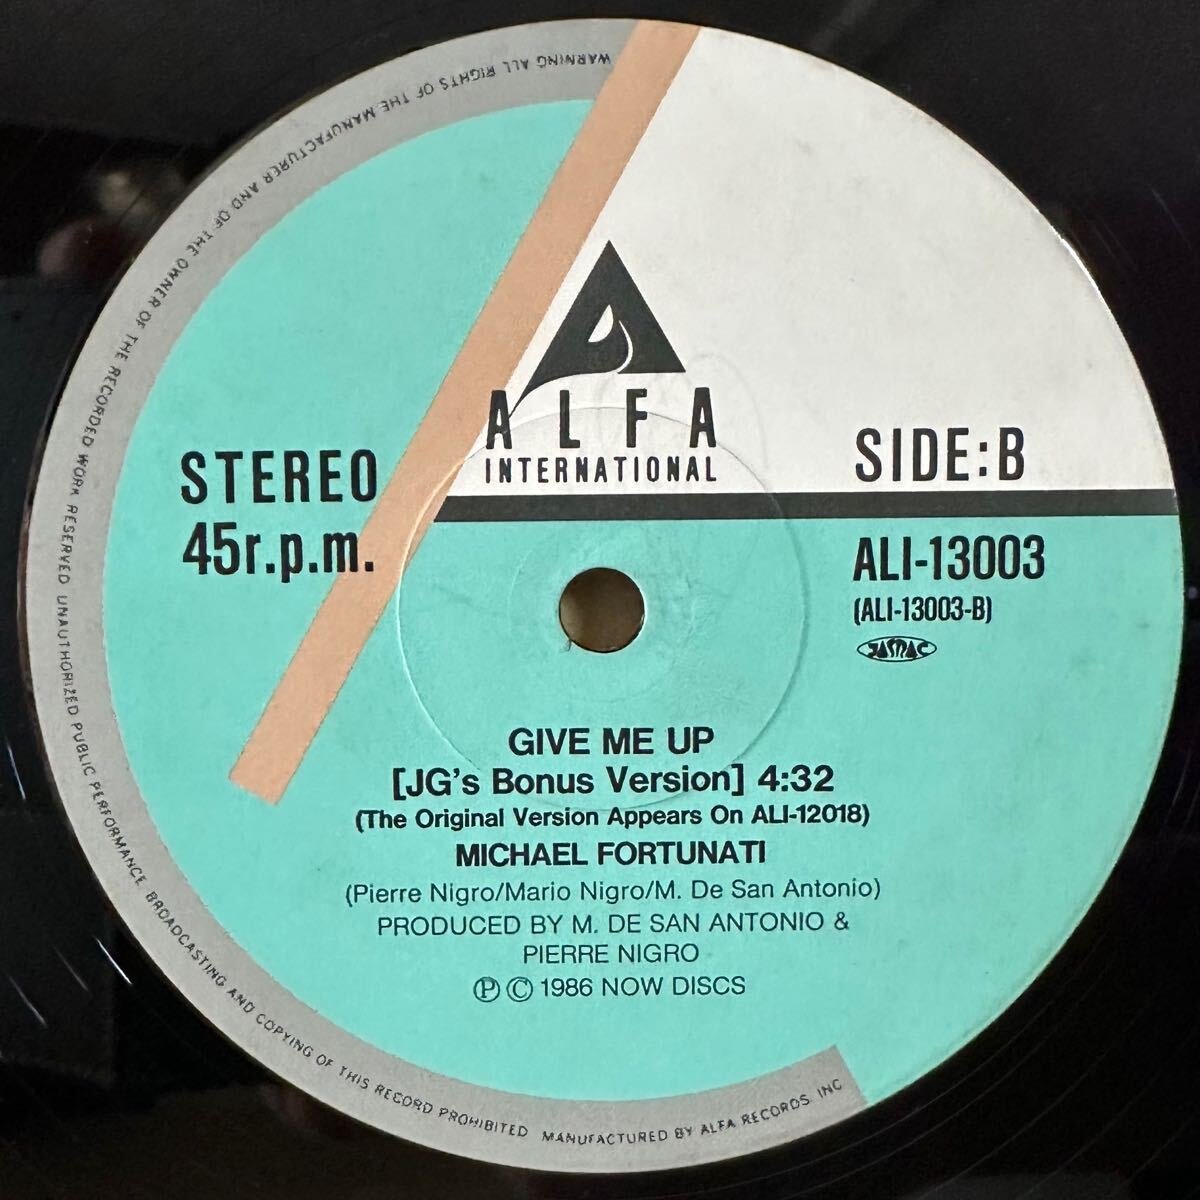 WARNING ALL RIGHTS OF THE MANUFACTURER AND OF THE OWNER OF THE RECORDED WORK RESERVED UNAUTHORIZED PUBLIC PERFORMANCE BROADCASTING AND COPYING OF THIS RECORD PROHIBITED MANUFACTURED BY ALFA RECORDS, INC
ALFA
INTERNATIONAL
STEREO
45r.p.m.
SIDE:B
ALI-13003
(ALI-13003-B)
JASRAC
GIVE ME UP
[JG's Bonus Version] 4:32
(The Original Version Appears On ALI-12018)
MICHAEL FORTUNATI
(Pierre Nigro/Mario Nigro/M. De San Antonio)
PRODUCED BY M. DE SAN ANTONIO &
PIERRE NIGRO
Ⓟ © 1986 NOW DISCS